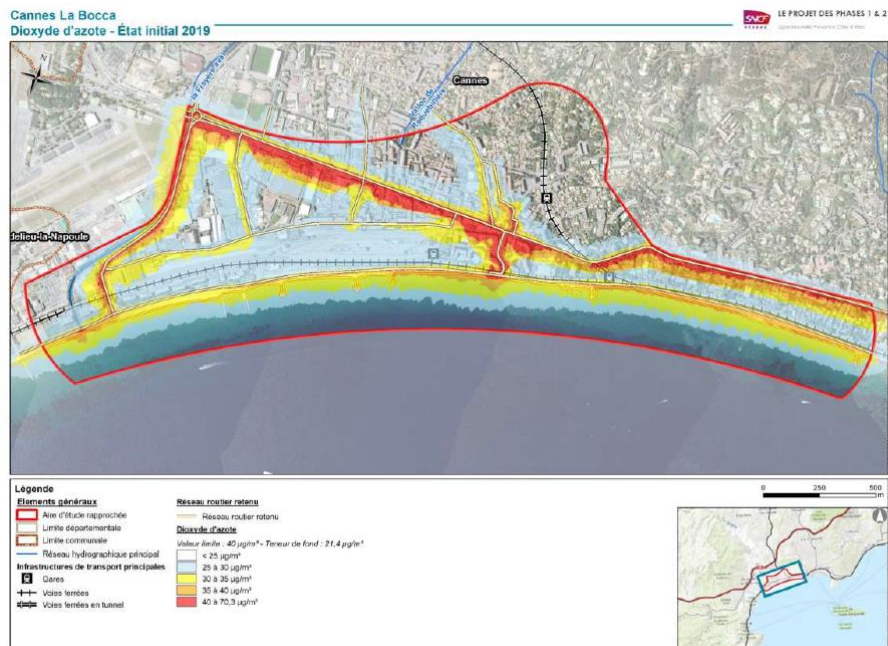 Cannes La Bocca
Dioxyde d'azote - État initial 2019
SNCF
RÉSEAU
LE PROJET DES PHASES 1 & 2
Cannes
delieu-la-Napoule
Légende
Elements généraux
Aire d'étude rapprochée
Limite départementale
Limite communale
Réseau hydrographique principal
Infrastructures de transport principales
Gares
Voies ferrées
Voies ferrées en tunnel
Réseau routier retenu
Réseau routier retenu
Dioxyde d'azote
Valeur limite : 40 µg/m³ - Teneur de fond : 21,4 µg/m³
< 25 µg/m³
25 à 30 µg/m³
30 à 35 µg/m³
35 à 40 µg/m³
40 à 70,3 µg/m³
0 250 500
m